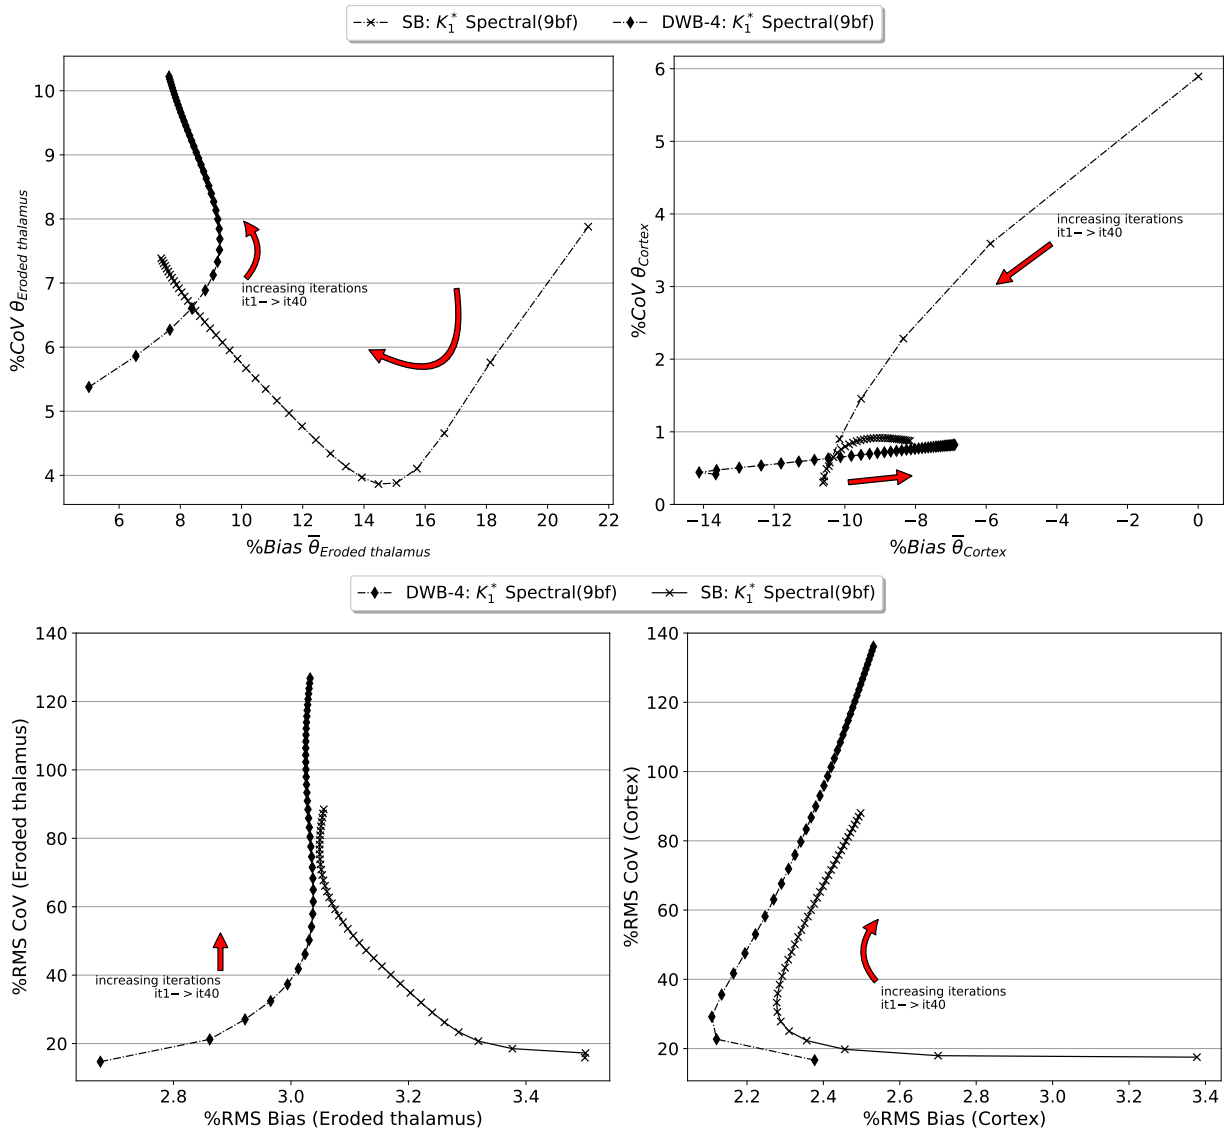 SB: K₁* Spectral(9bf) DWB-4: K₁* Spectral(9bf)
10
9
8
7
6
5
4
%CoV θ_Eroded thalamus
increasing iterations
it1−>it40
6 8 10 12 14 16 18 20 22
%Bias θ̅_Eroded thalamus
6
5
4
3
2
1
0
%CoV θ_Cortex
increasing iterations
it1−>it40
−14 −12 −10 −8 −6 −4 −2 0
%Bias θ̅_Cortex
DWB-4: K₁* Spectral(9bf) SB: K₁* Spectral(9bf)
140
120
100
80
60
40
20
%RMS CoV (Eroded thalamus)
increasing iterations
it1−>it40
2.8 3.0 3.2 3.4
%RMS Bias (Eroded thalamus)
140
120
100
80
60
40
20
%RMS CoV (Cortex)
increasing iterations
it1−>it40
2.2 2.4 2.6 2.8 3.0 3.2 3.4
%RMS Bias (Cortex)